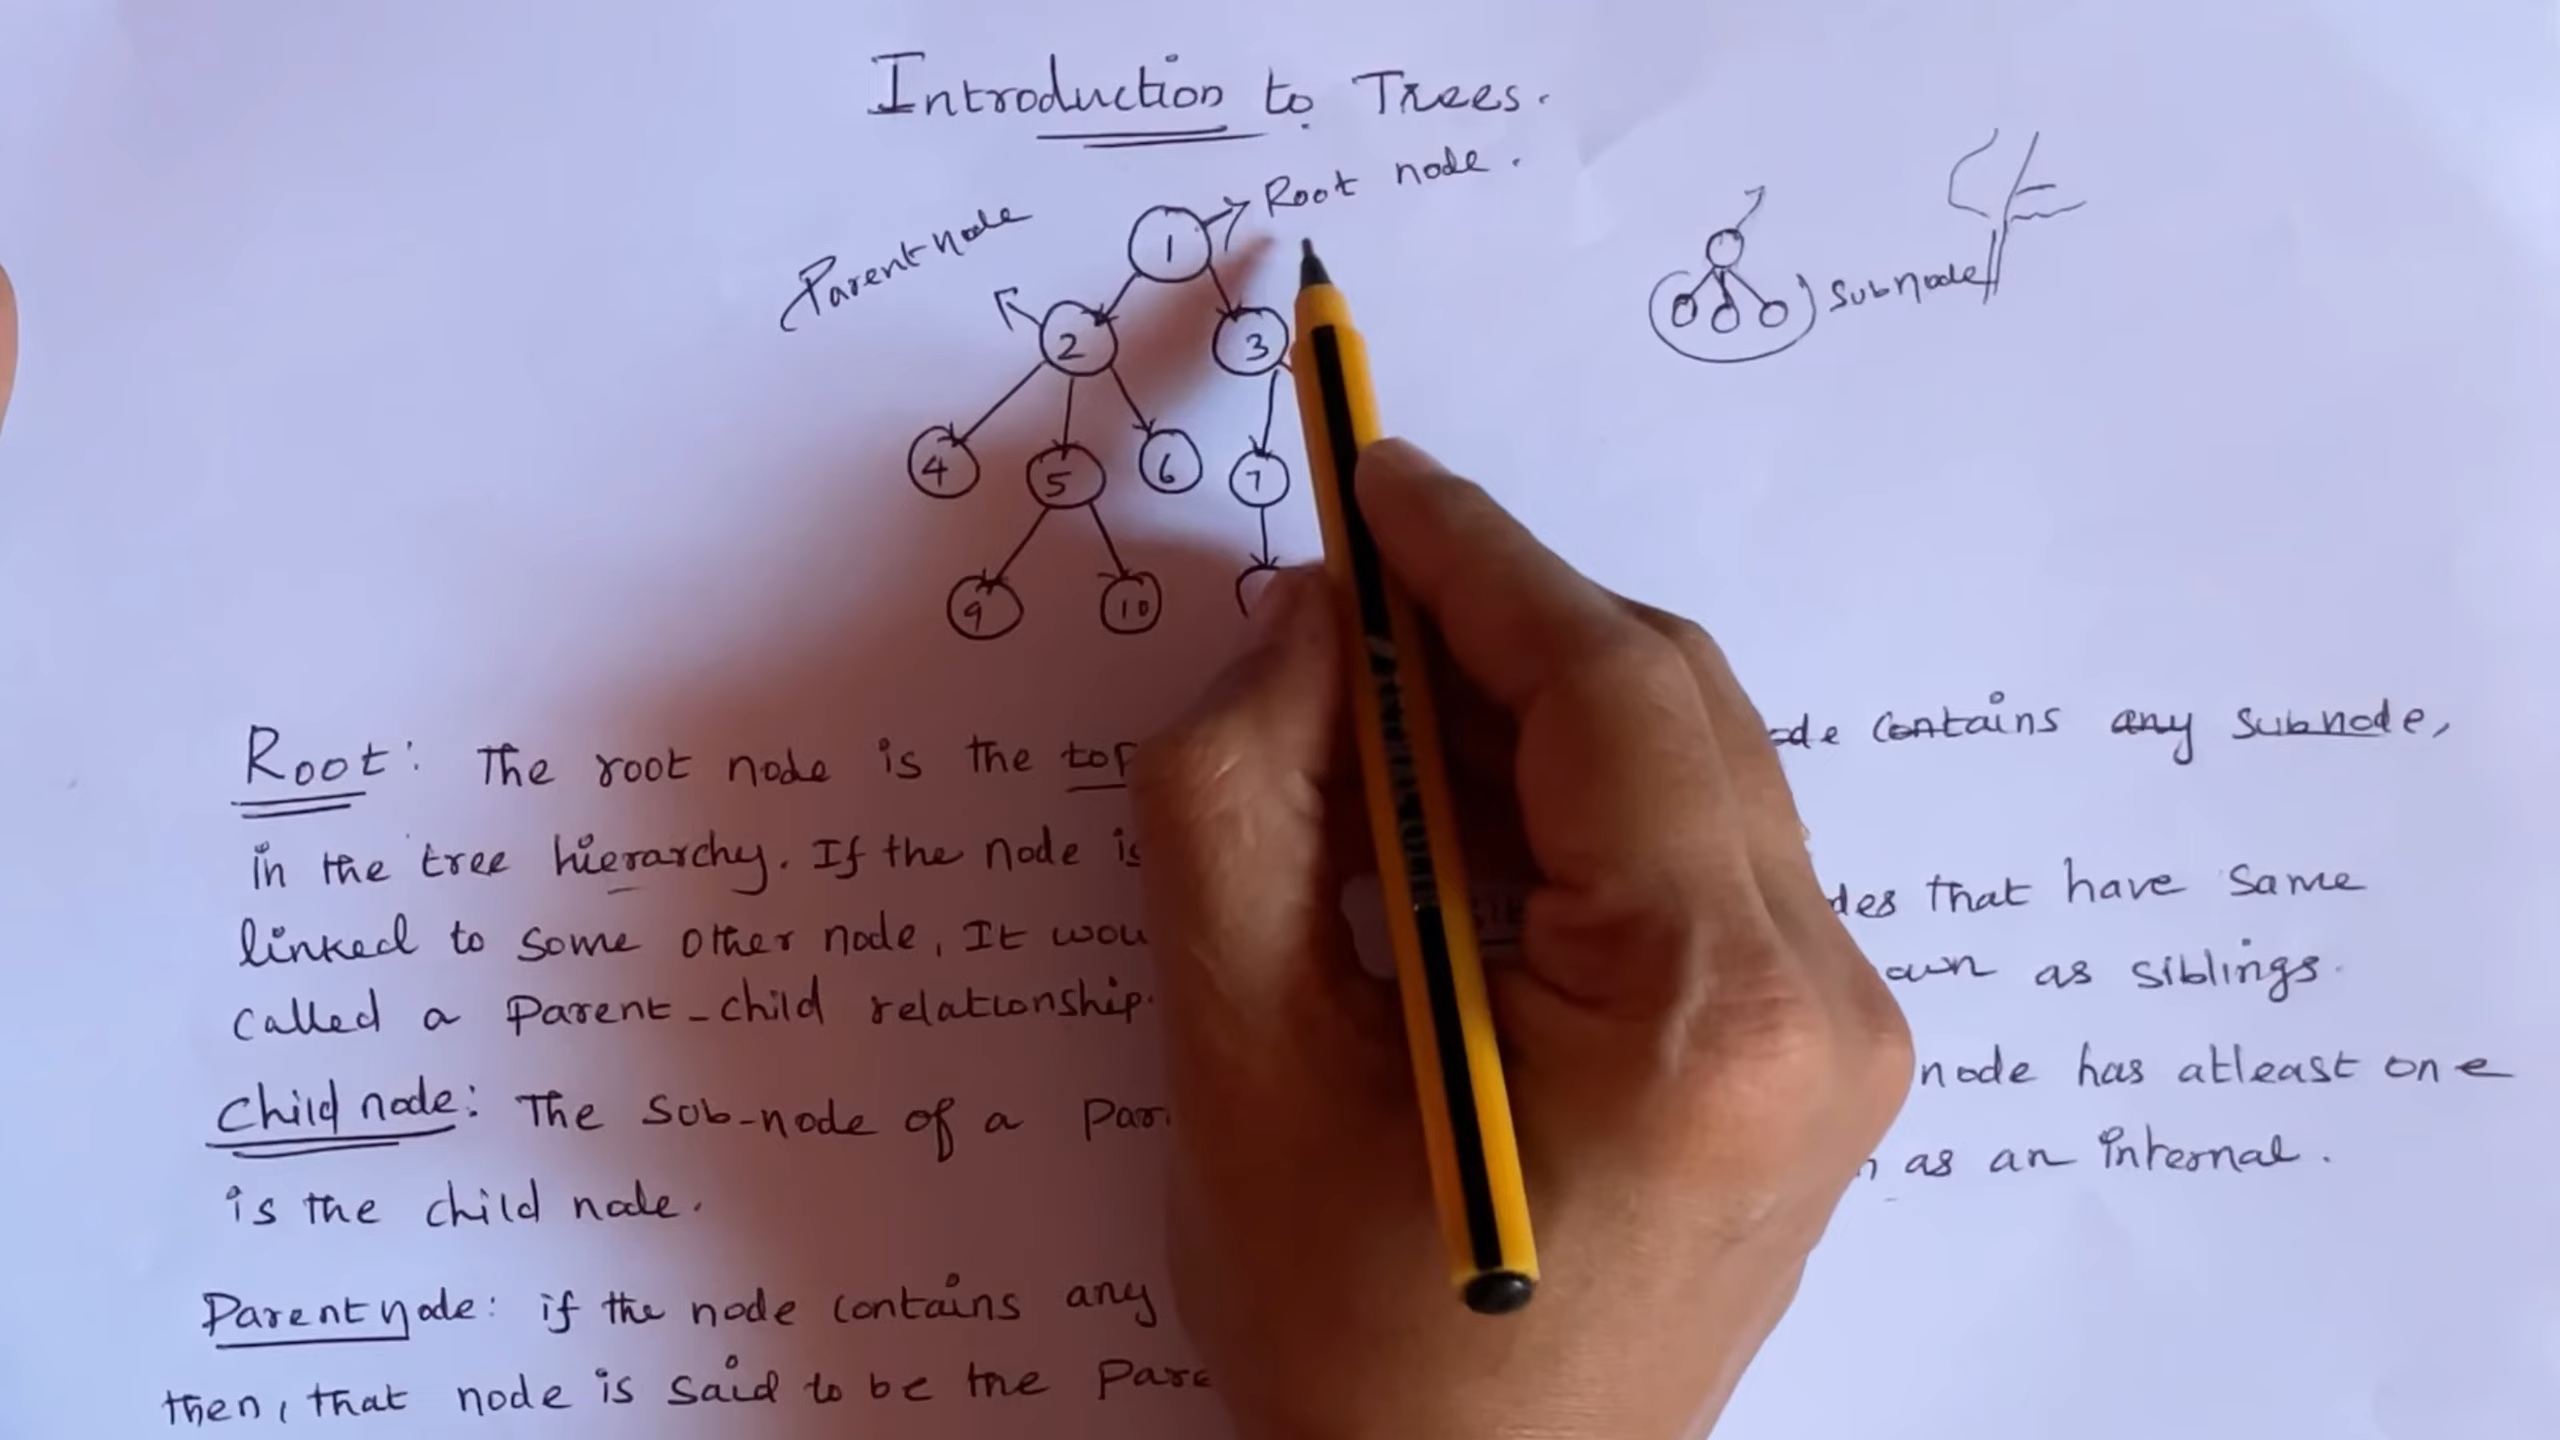 Introduction to Trees.
Root node.
Parent node
1
Subnode
2
3
4
5
6
7
9
10
Root: The root node is the top
in the tree hierarchy. If the node is
linked to some other node, It wou
called a Parent-child relationship.
Child node: The Sub-node of a Par
is the child node.
Parent node: if the node contains any
then, that node is said to be the Pare
ode contains any subnode,
des that have same
own as siblings.
node has atleast one
n as an internal.